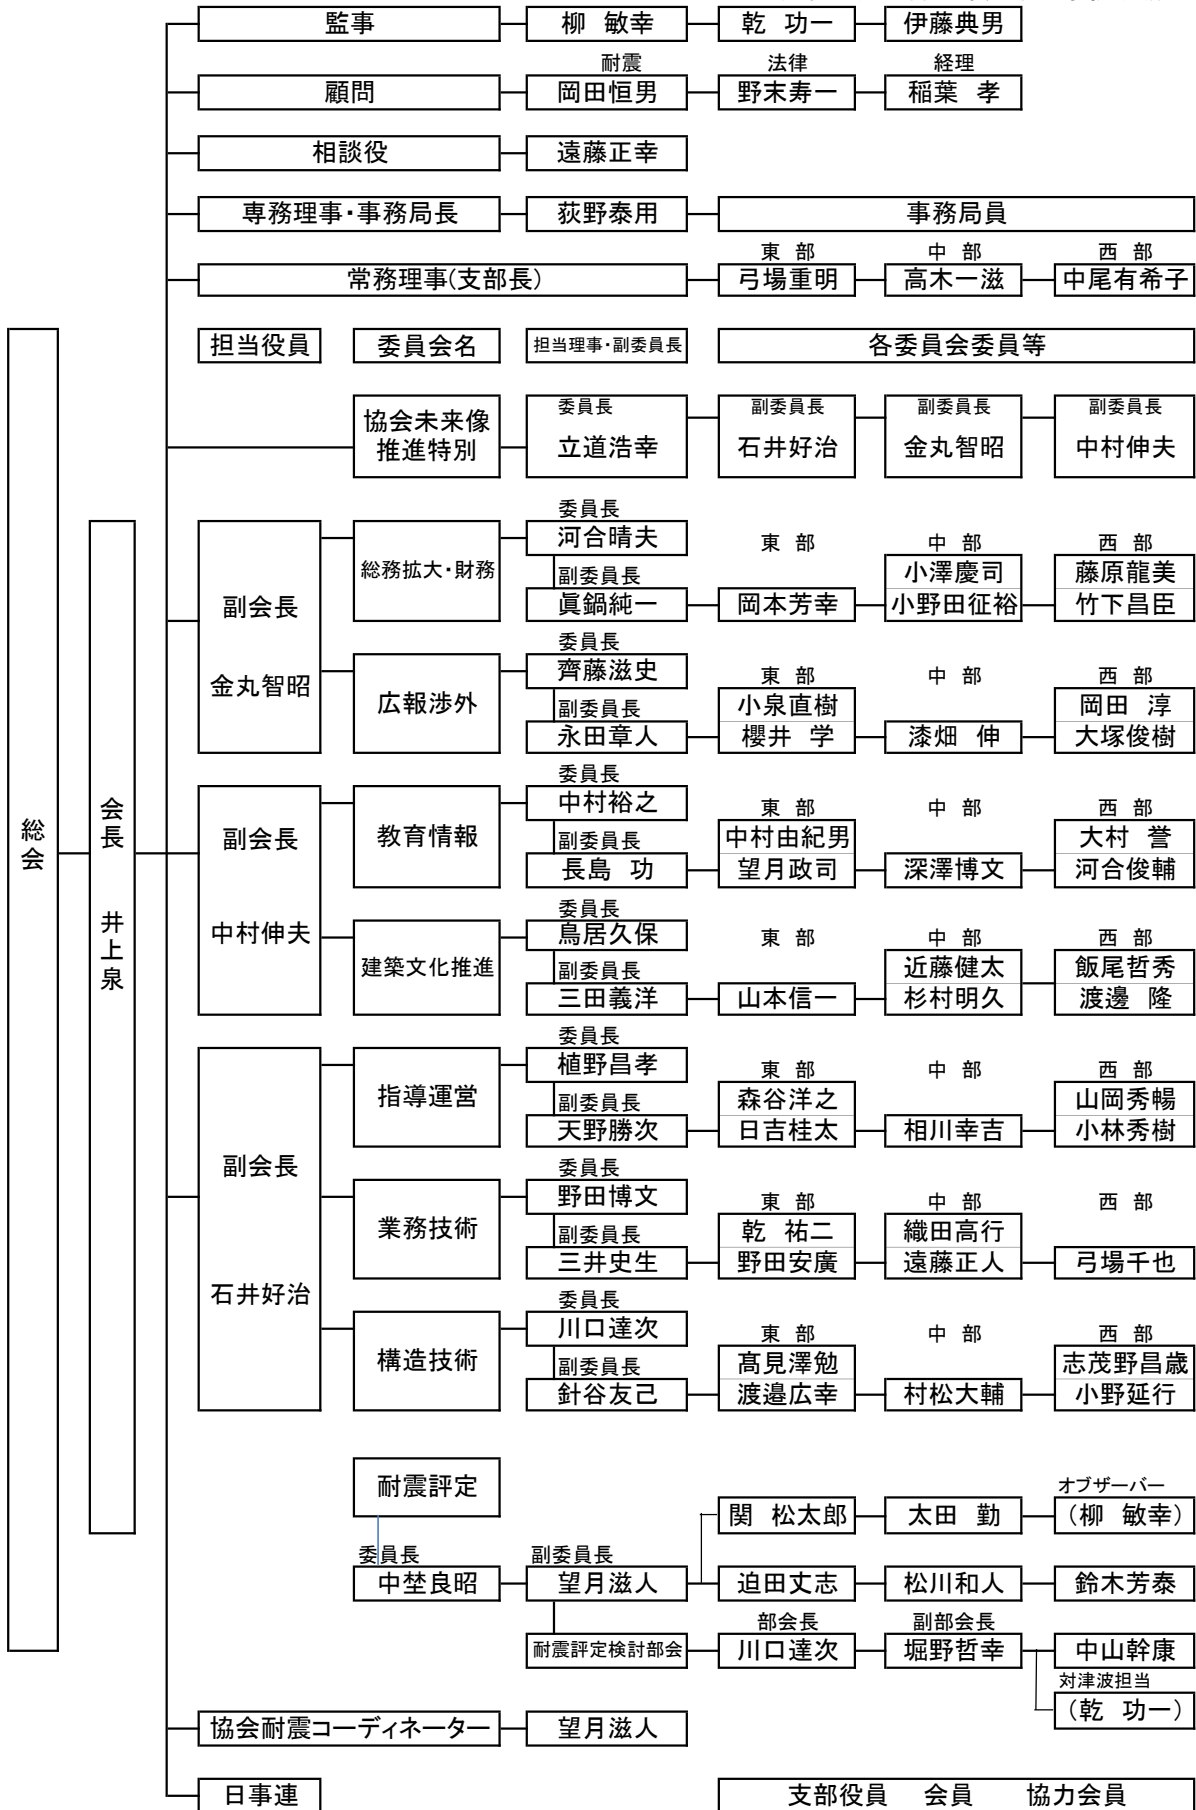 監事 柳 敏幸 乾 功一 伊藤典男
耐震 法律 経理
顧問 岡田恒男 野末寿一 稲葉 孝
相談役 遠藤正幸
専務理事・事務局長 荻野泰用 事務局員
東 部 中 部 西 部
常務理事(支部長) 弓場重明 高木一滋 中尾有希子
担当役員 委員会名 担当理事・副委員長 各委員会委員等
協会未来像
推進特別
委員長 副委員長 副委員長 副委員長
立道浩幸 石井好治 金丸智昭 中村伸夫
総会
会長 井上泉
副会長
金丸智昭
総務拡大・財務
委員長
河合晴夫 東 部 中 部 西 部
副委員長 小澤慶司 藤原龍美
眞鍋純一 岡本芳幸 小野田征裕 竹下昌臣
広報渉外
委員長
齊藤滋史 東 部 中 部 西 部
副委員長 小泉直樹 岡田 淳
永田章人 櫻井 学 漆畑 伸 大塚俊樹
副会長
中村伸夫
教育情報
委員長
中村裕之 東 部 中 部 西 部
副委員長 中村由紀男 大村 誉
長島 功 望月政司 深澤博文 河合俊輔
建築文化推進
委員長
鳥居久保 東 部 中 部 西 部
副委員長 近藤健太 飯尾哲秀
三田義洋 山本信一 杉村明久 渡邊 隆
副会長
石井好治
指導運営
委員長
植野昌孝 東 部 中 部 西 部
副委員長 森谷洋之 山岡秀暢
天野勝次 日吉桂太 相川幸吉 小林秀樹
業務技術
委員長
野田博文 東 部 中 部 西 部
副委員長 乾 祐二 織田高行
三井史生 野田安廣 遠藤正人 弓場千也
構造技術
委員長
川口達次 東 部 中 部 西 部
副委員長 髙見澤勉 志茂野昌歳
針谷友己 渡邉広幸 村松大輔 小野延行
耐震評定
オブザーバー
関 松太郎 太田 勤 (柳 敏幸)
委員長 副委員長
中埜良昭 望月滋人 迫田丈志 松川和人 鈴木芳泰
部会長 副部会長
耐震評定検討部会 川口達次 堀野哲幸 中山幹康
対津波担当
(乾 功一)
協会耐震コーディネーター 望月滋人
日事連 支部役員 会員 協力会員